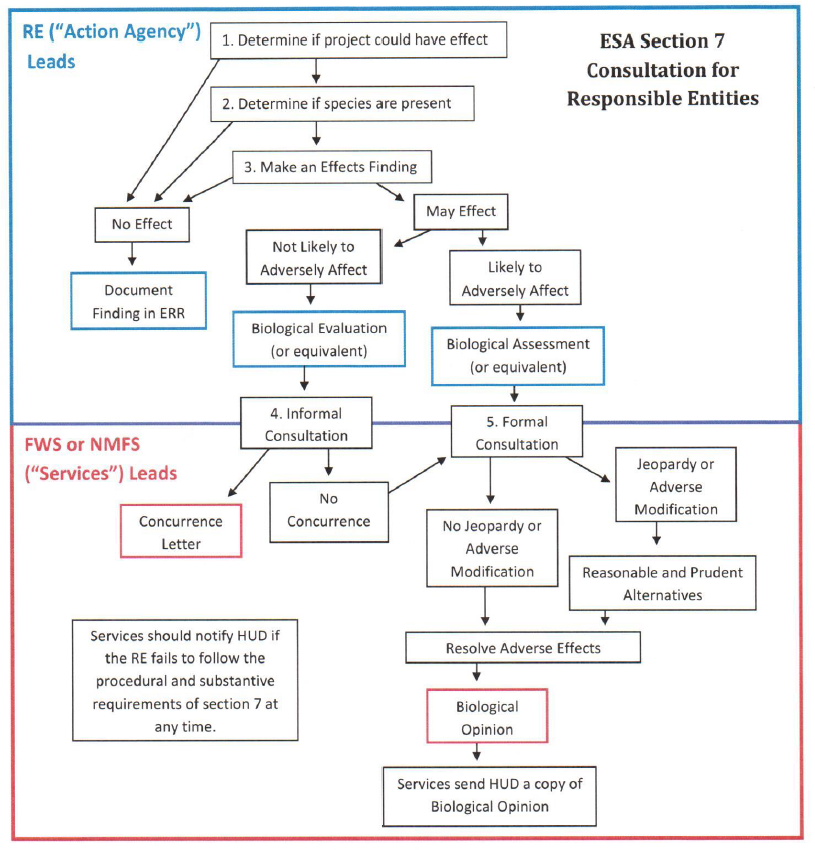 RE (“Action Agency”)
Leads
ESA Section 7
Consultation for
Responsible Entities
1. Determine if project could have effect
2. Determine if species are present
3. Make an Effects Finding
No Effect
May Effect
Not Likely to
Adversely Affect
Likely to
Adversely Affect
Document
Finding in ERR
Biological Evaluation
(or equivalent)
Biological Assessment
(or equivalent)
4. Informal
Consultation
5. Formal
Consultation
FWS or NMFS
(“Services”) Leads
Concurrence
Letter
No
Concurrence
Jeopardy or
Adverse
Modification
No Jeopardy or
Adverse
Modification
Reasonable and Prudent
Alternatives
Services should notify HUD if
the RE fails to follow the
procedural and substantive
requirements of section 7 at
any time.
Resolve Adverse Effects
Biological
Opinion
Services send HUD a copy of
Biological Opinion